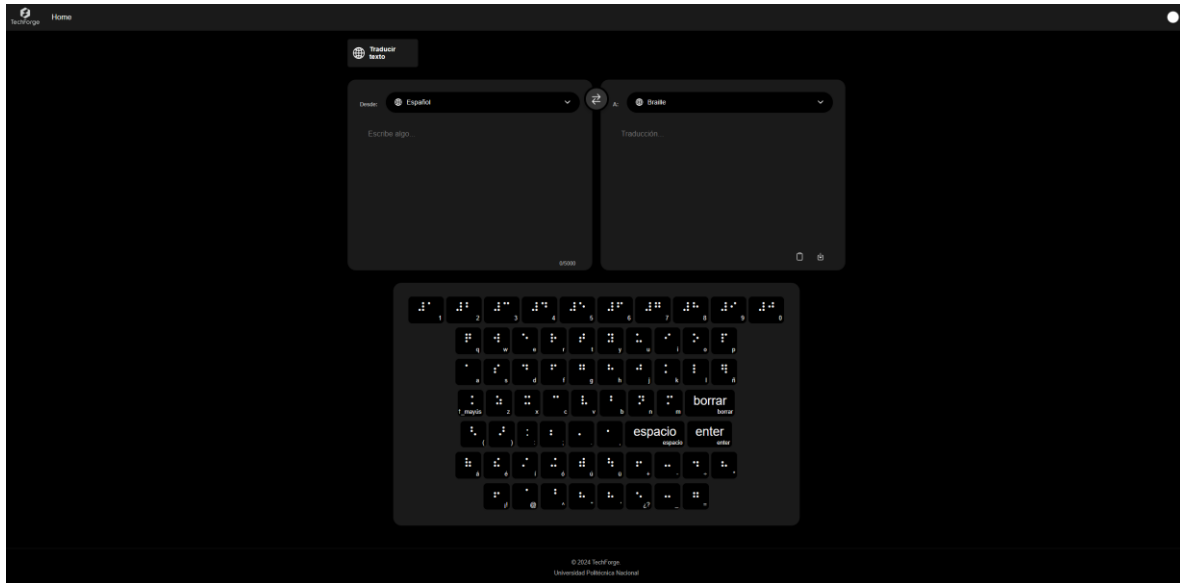 TechForge Home
Traducir
texto
Desde: Español
A: Braille
Escribe algo...
Traducción...
0/5000
⠼⠁ 1 ⠼⠃ 2 ⠼⠉ 3 ⠼⠙ 4 ⠼⠑ 5 ⠼⠋ 6 ⠼⠛ 7 ⠼⠓ 8 ⠼⠊ 9 ⠼⠚ 0
q w e r t y u i o p
a s d f g h j k l ñ
f_mayús z x c v b n m borrar borrar
( ) : ; . , espacio espacio enter enter
á é í ó ú ü + - "
@ ^ ¿? _ =
© 2024 TechForge.
Universidad Politécnica Nacional